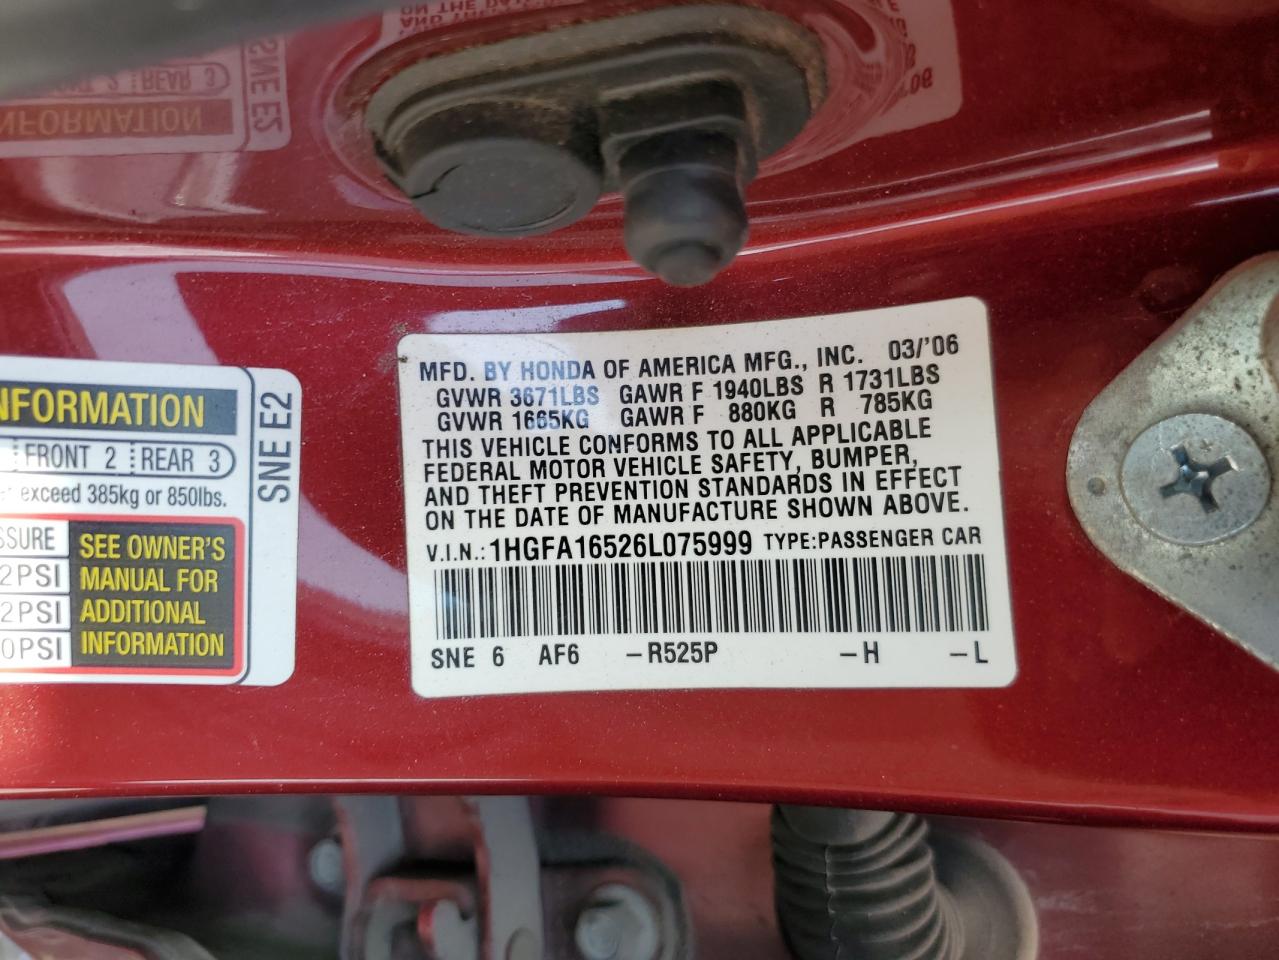 MFD. BY HONDA OF AMERICA MFG., INC. 03/'06
GVWR 3671LBS GAWR F 1940LBS R 1731LBS
GVWR 1665KG GAWR F 880KG R 785KG
THIS VEHICLE CONFORMS TO ALL APPLICABLE
FEDERAL MOTOR VEHICLE SAFETY, BUMPER,
AND THEFT PREVENTION STANDARDS IN EFFECT
ON THE DATE OF MANUFACTURE SHOWN ABOVE.
V.I.N.: 1HGFA16526L075999 TYPE:PASSENGER CAR
SNE 6 AF6 -R525P -H -L
NFORMATION
FRONT 2 REAR 3
exceed 385kg or 850lbs.
SSURE
2PSI
2PSI
0PSI
SEE OWNER'S
MANUAL FOR
ADDITIONAL
INFORMATION
SNE E2